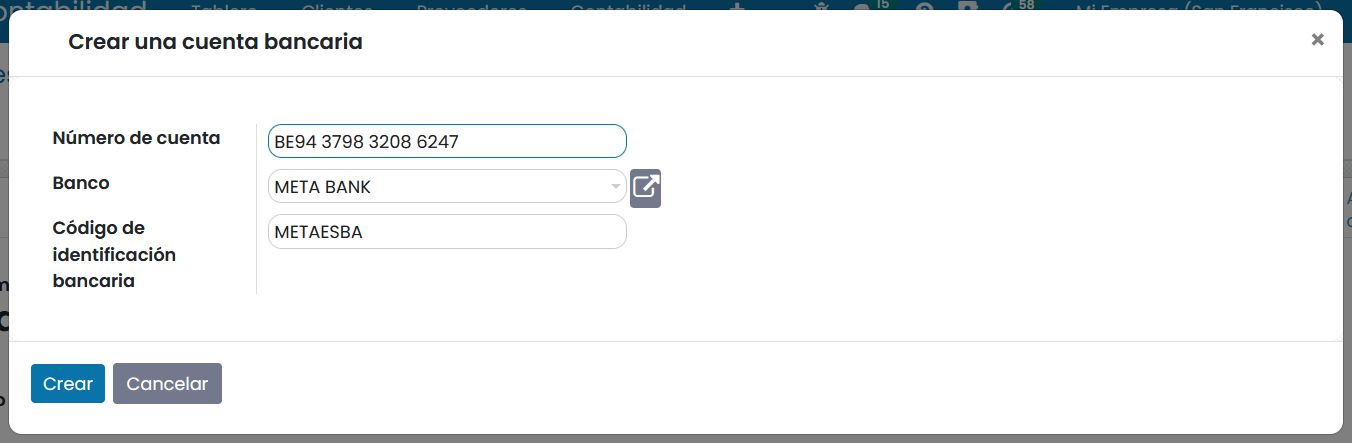 Tablero Clientes Proveedores Contabilidad 15 58 Mi Empresa (San Francisco)
Crear una cuenta bancaria
Número de cuenta BE94 3798 3208 6247
Banco META BANK
Código de identificación bancaria METAESBA
Crear Cancelar